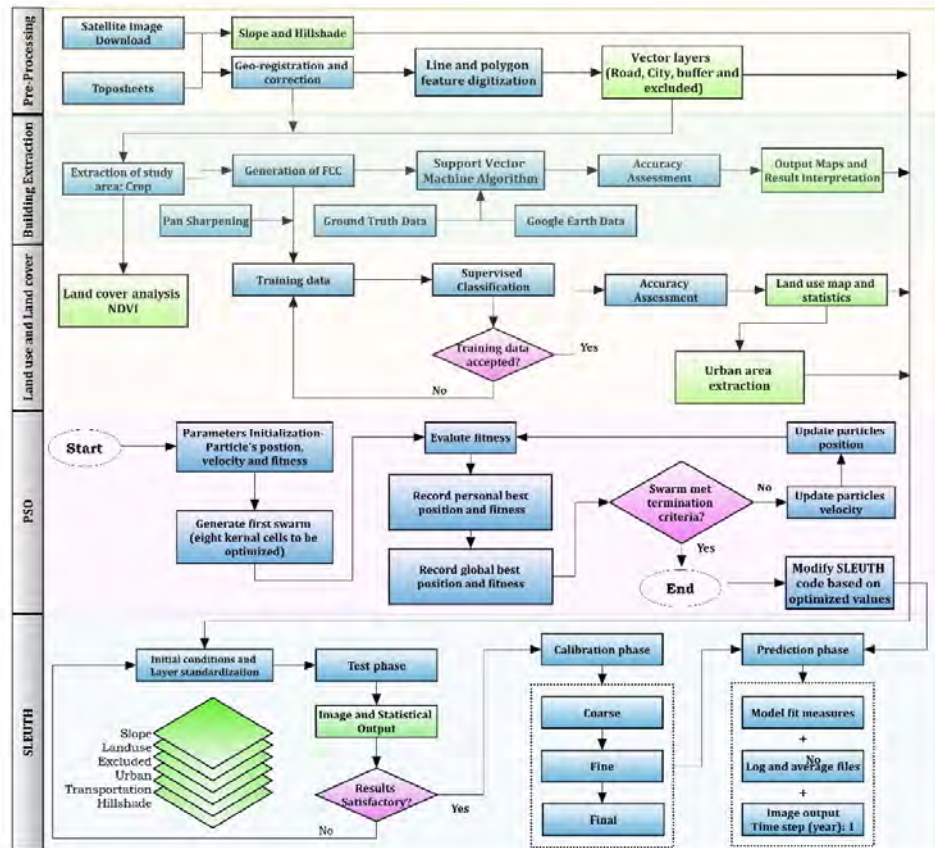 Pre-Processing
Satellite Image
Download
Slope and Hillshade
Toposheets
Geo-registration and
correction
Line and polygon
feature digitization
Vector layers
(Road, City, buffer and
excluded)
Building Extraction
Extraction of study
area: Crop
Generation of FCC
Support Vector
Machine Algorithm
Accuracy
Assessment
Output Maps and
Result Interpretation
Pan Sharpening
Ground Truth Data
Google Earth Data
Land use and Land cover
Land cover analysis
NDVI
Training data
Supervised
Classification
Accuracy
Assessment
Land use map and
statistics
Training data
accepted?
Yes
No
Urban area
extraction
PSO
Start
Parameters Initialization-
Particle's postion,
velocity and fitness
Generate first swarm
(eight kernal cells to be
optimized)
Evalute fitness
Record personal best
position and fitness
Record global best
position and fitness
Swarm met
termination
criteria?
No
Yes
Update particles
position
Update particles
velocity
End
Modify SLEUTH
code based on
optimized values
SLEUTH
Initial conditions and
Layer standardization
Slope
Landuse
Excluded
Urban
Transportation
Hillshade
Test phase
Image and Statistical
Output
Results
Satisfactory?
Yes
No
Calibration phase
Coarse
Fine
Final
Prediction phase
Model fit measures
+
No
Log and average files
+
Image output
Time step (year): 1